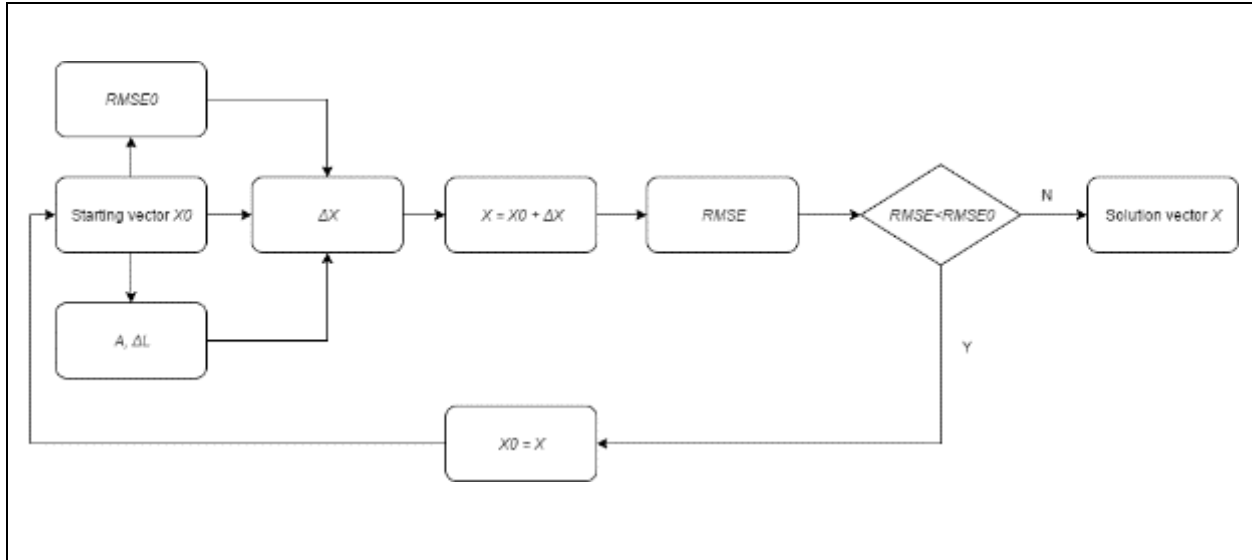 RMSE0
Starting vector X0
ΔX
X = X0 + ΔX
RMSE
RMSE<RMSE0
N
Solution vector X
A, ΔL
Y
X0 = X